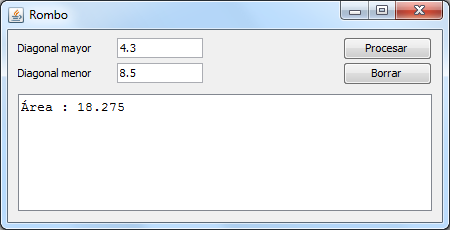 Rombo
Diagonal mayor 4.3 Procesar
Diagonal menor 8.5 Borrar
Área : 18.275